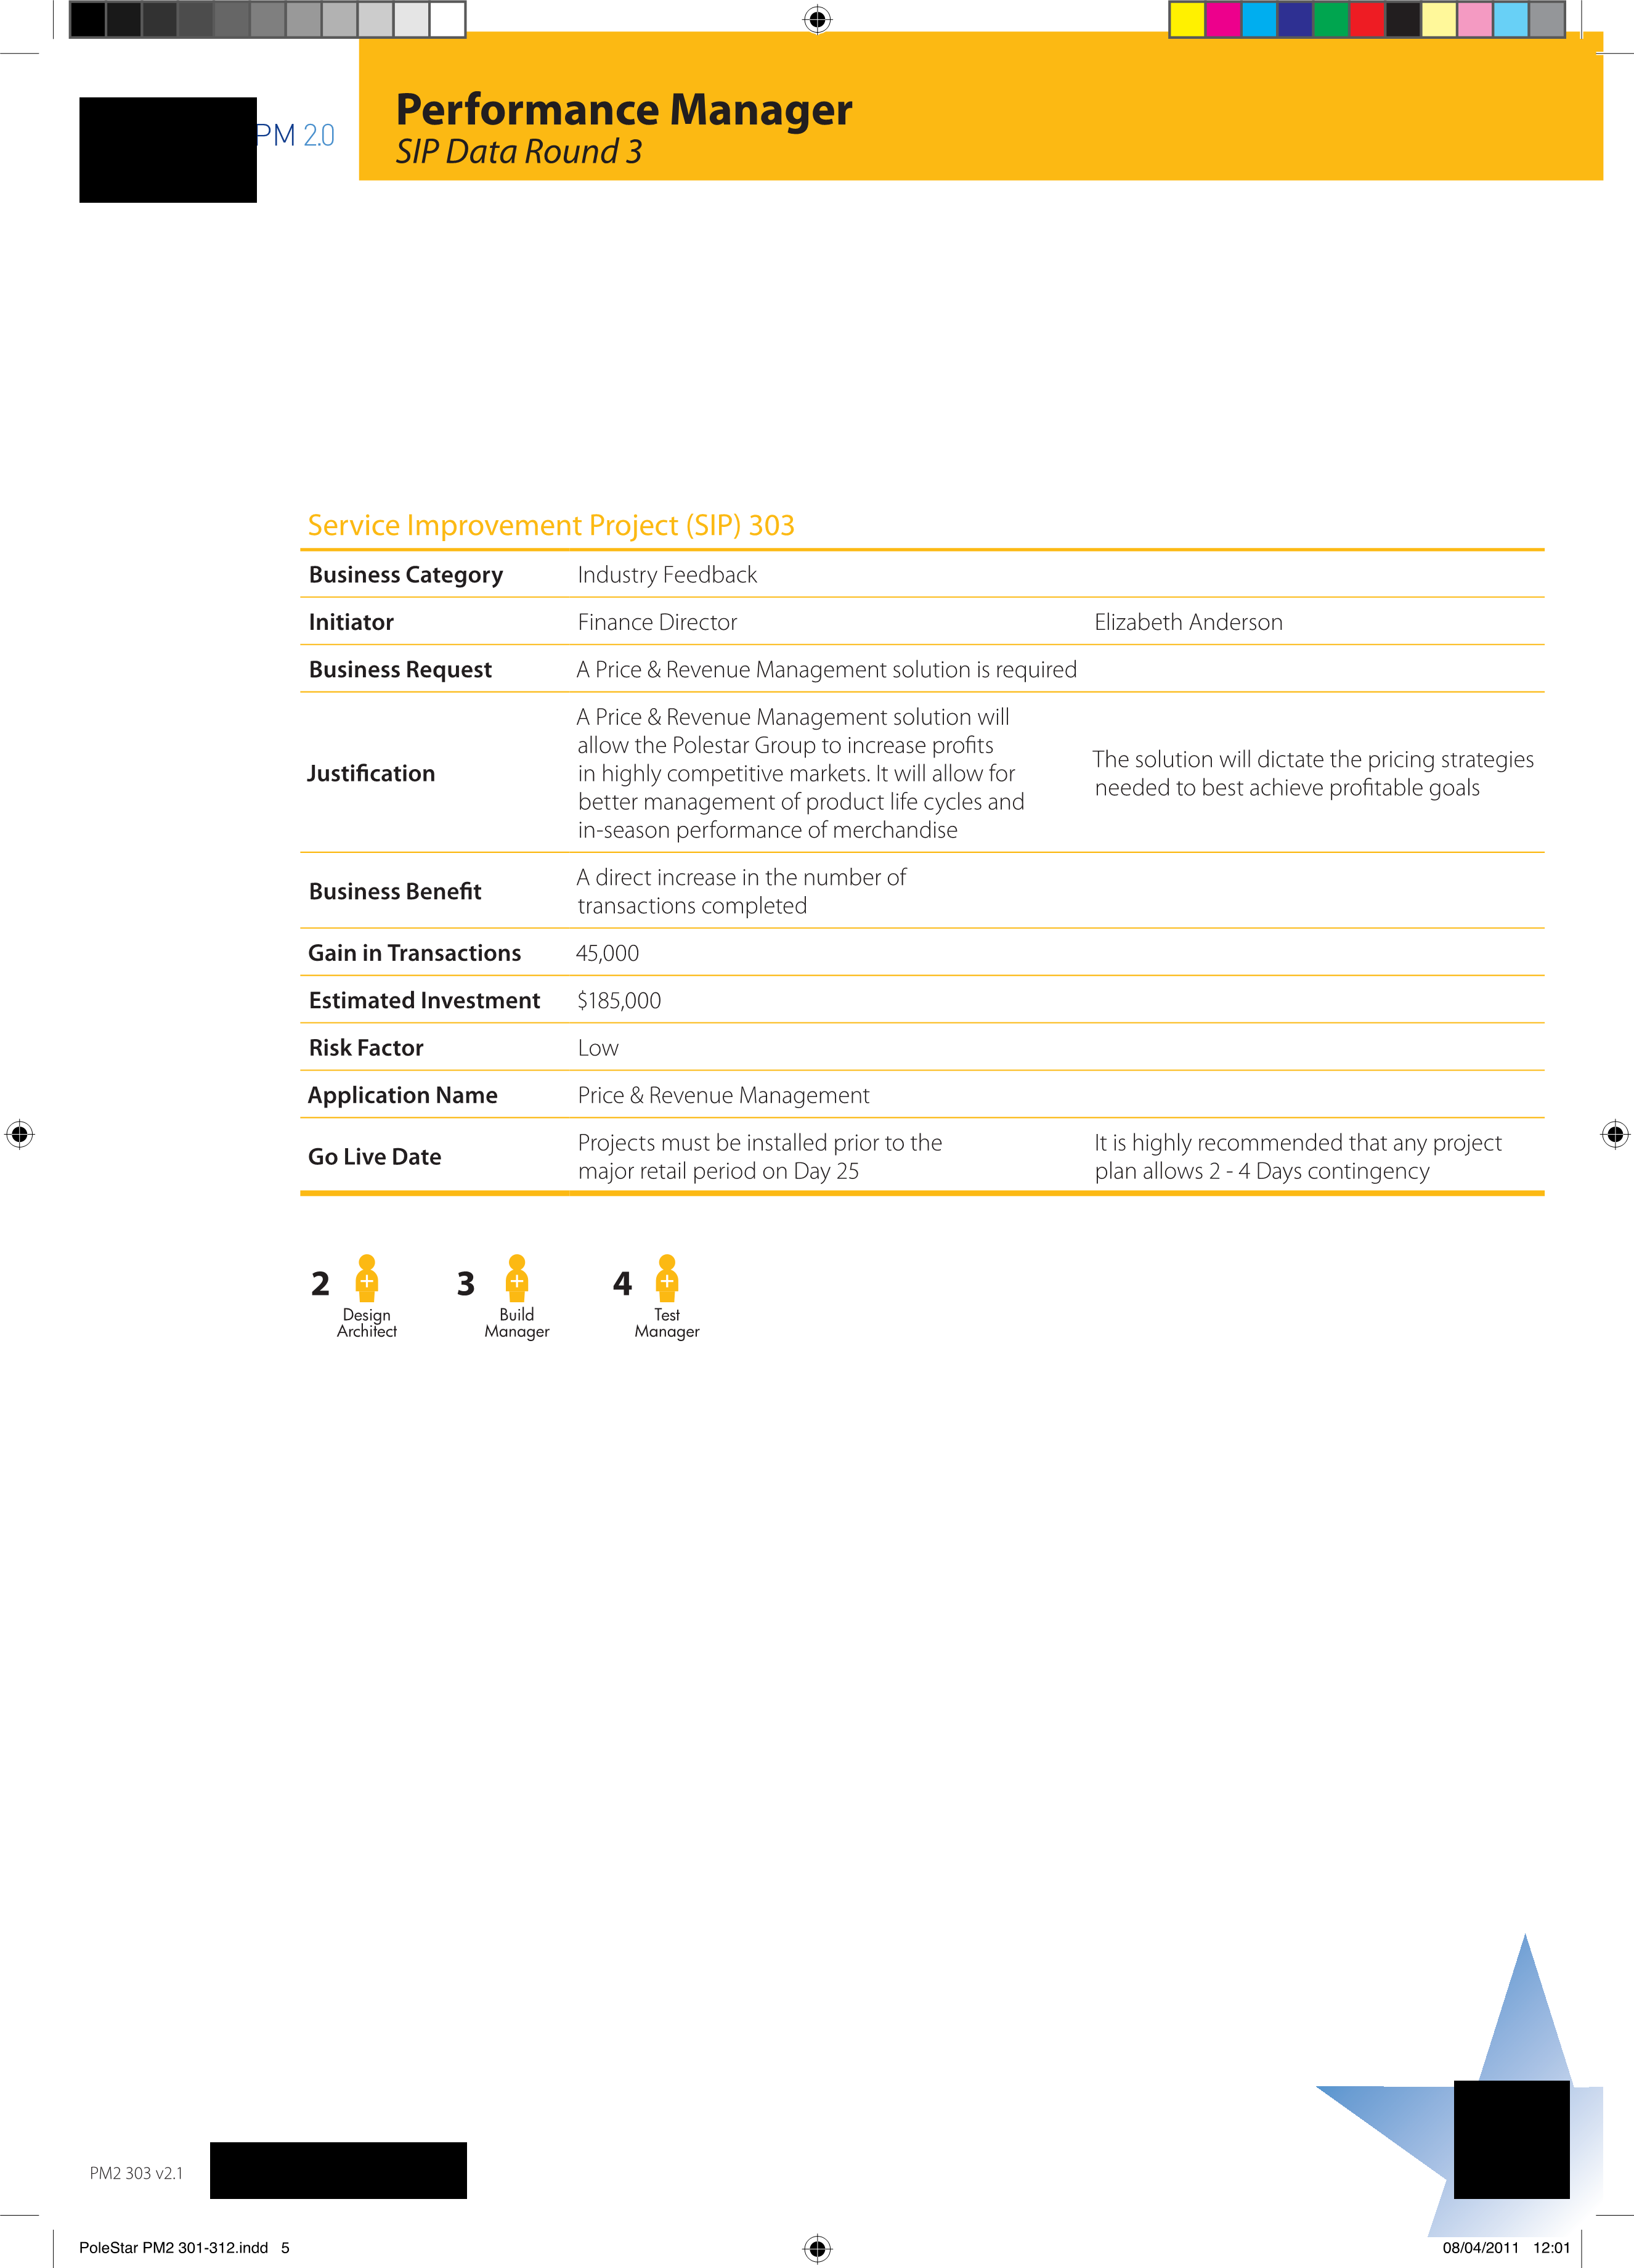 PM 2.0
Performance Manager
SIP Data Round 3
Service Improvement Project (SIP) 303
Business Category Industry Feedback
Initiator Finance Director Elizabeth Anderson
Business Request A Price & Revenue Management solution is required
Justification
A Price & Revenue Management solution will
allow the Polestar Group to increase profits
in highly competitive markets. It will allow for
better management of product life cycles and
in-season performance of merchandise
The solution will dictate the pricing strategies
needed to best achieve profitable goals
Business Benefit
A direct increase in the number of
transactions completed
Gain in Transactions 45,000
Estimated Investment $185,000
Risk Factor Low
Application Name Price & Revenue Management
Go Live Date
Projects must be installed prior to the
major retail period on Day 25
It is highly recommended that any project
plan allows 2 - 4 Days contingency
2 3 4
Design
Architect
Build
Manager
Test
Manager
PM2 303 v2.1
PoleStar PM2 301-312.indd 5 08/04/2011 12:01